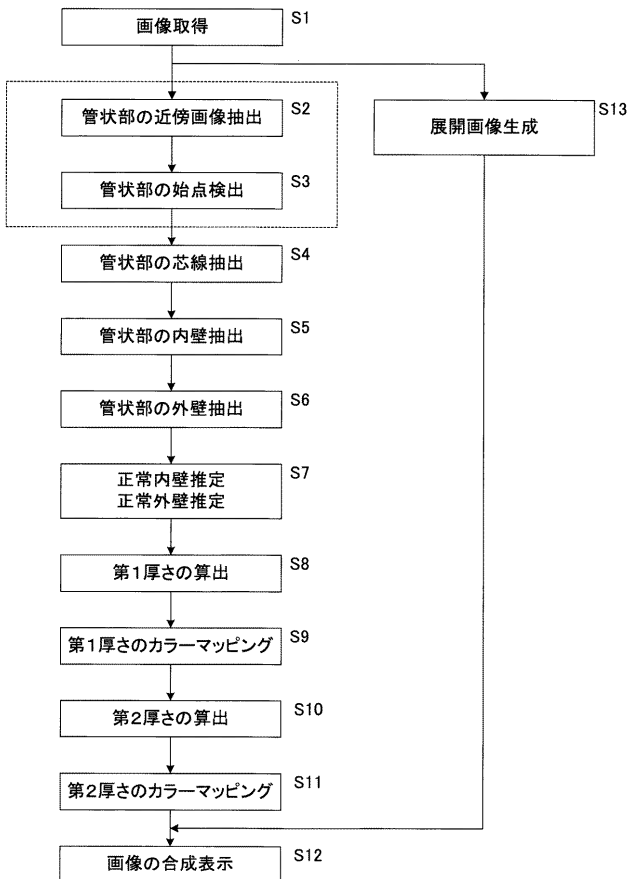 画像取得
S1
管状部の近傍画像抽出
S2
展開画像生成
S13
管状部の始点検出
S3
管状部の芯線抽出
S4
管状部の内壁抽出
S5
管状部の外壁抽出
S6
正常内壁推定
正常外壁推定
S7
第1厚さの算出
S8
第1厚さのカラーマッピング
S9
第2厚さの算出
S10
第2厚さのカラーマッピング
S11
画像の合成表示
S12